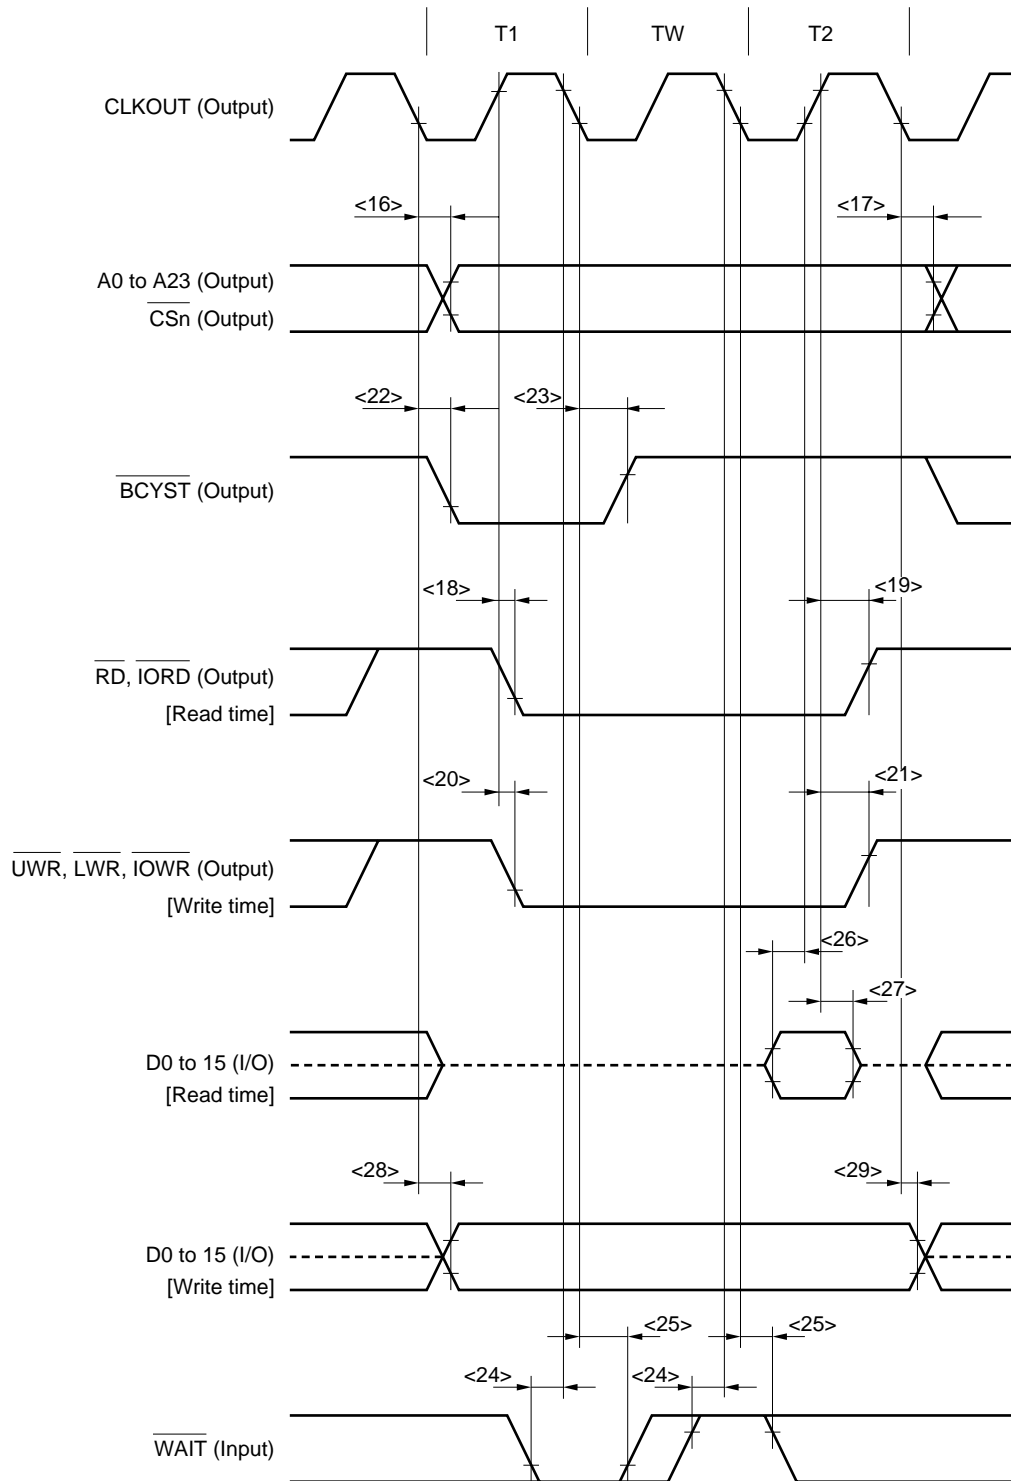 T1 TW T2
CLKOUT (Output)
<16> <17>
A0 to A23 (Output)
CSn (Output)
<22> <23>
BCYST (Output)
<18> <19>
RD, IORD (Output)
[Read time]
<20> <21>
UWR, LWR, IOWR (Output)
[Write time]
<26>
<27>
D0 to 15 (I/O)
[Read time]
<28> <29>
D0 to 15 (I/O)
[Write time]
<25> <25>
<24> <24>
WAIT (Input)